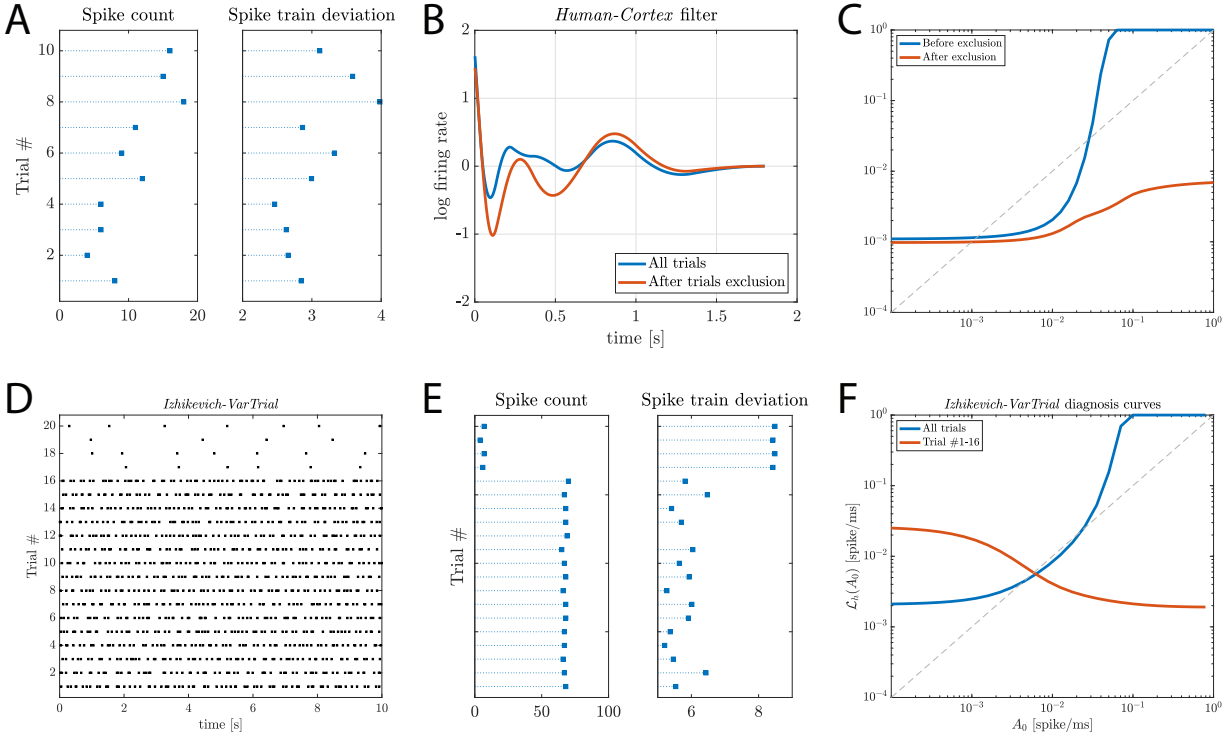 A
Spike count
Spike train deviation
Trial #
10
8
6
4
2
0
10
20
2
3
4
B
Human-Cortex filter
log firing rate
2
1
0
-1
-2
All trials
After trials exclusion
0
0.5
1
1.5
2
time [s]
C
Before exclusion
After exclusion
10^0
10^-1
10^-2
10^-3
10^-4
10^-3
10^-2
10^-1
10^0
D
Izhikevich-VarTrial
Trial #
20
18
16
14
12
10
8
6
4
2
0
2
4
6
8
10
time [s]
E
Spike count
Spike train deviation
Trial #
0
50
100
6
8
F
Izhikevich-VarTrial diagnosis curves
All trials
Trial #1-16
ℒ_h(A_0) [spike/ms]
10^0
10^-1
10^-2
10^-3
10^-4
10^-3
10^-2
10^-1
10^0
A_0 [spike/ms]